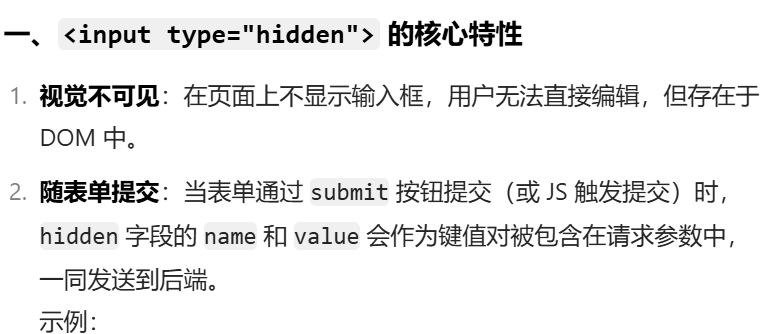 一、<input type="hidden"> 的核心特性
1. 视觉不可见：在页面上不显示输入框，用户无法直接编辑，但存在于
DOM 中。
2. 随表单提交：当表单通过 submit 按钮提交（或 JS 触发提交）时，
hidden 字段的 name 和 value 会作为键值对被包含在请求参数中，
一同发送到后端。
示例：